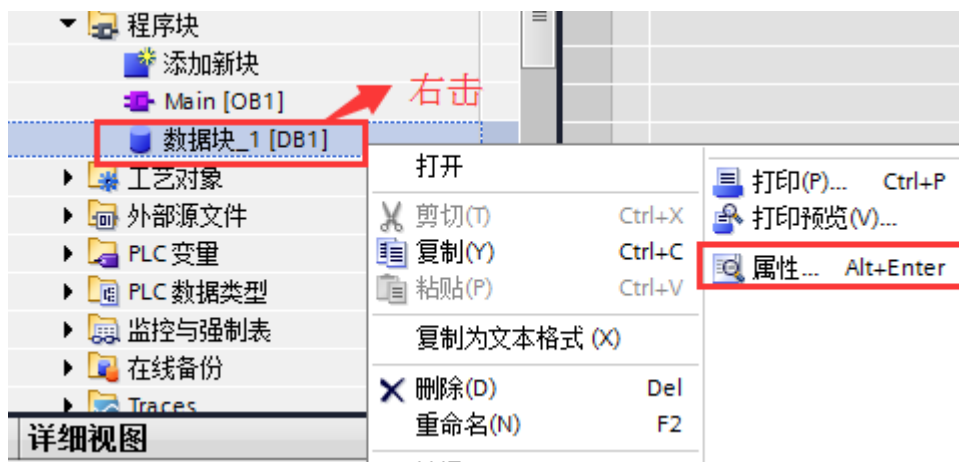 程序块
添加新块
Main [OB1]
右击
数据块_1 [DB1]
工艺对象
外部源文件
PLC 变量
PLC 数据类型
监控与强制表
在线备份
Traces
详细视图
打开
剪切(T) Ctrl+X
复制(Y) Ctrl+C
粘贴(P) Ctrl+V
复制为文本格式 (X)
删除(D) Del
重命名(N) F2
打印(P)... Ctrl+P
打印预览(V)...
属性... Alt+Enter